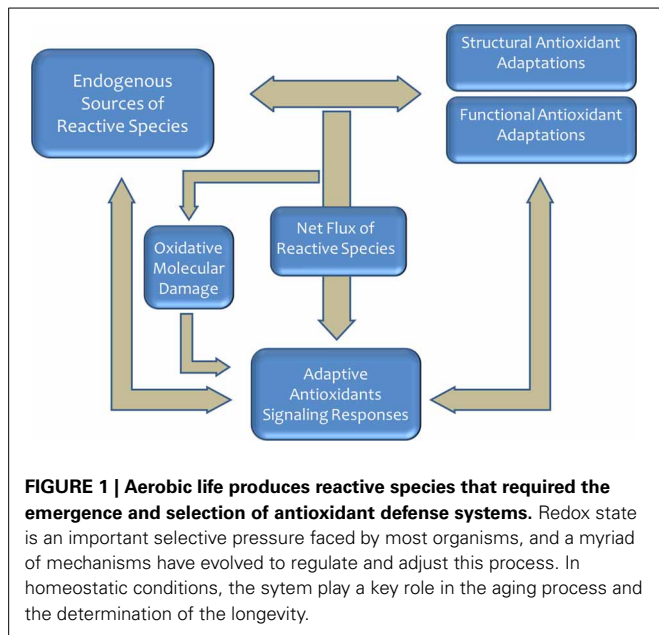 Endogenous
Sources of
Reactive Species
Structural Antioxidant
Adaptations
Functional Antioxidant
Adaptations
Oxidative
Molecular
Damage
Net Flux of
Reactive Species
Adaptive
Antioxidants
Signaling Responses
FIGURE 1 | Aerobic life produces reactive species that required the
emergence and selection of antioxidant defense systems. Redox state
is an important selective pressure faced by most organisms, and a myriad
of mechanisms have evolved to regulate and adjust this process. In
homeostatic conditions, the sytem play a key role in the aging process and
the determination of the longevity.